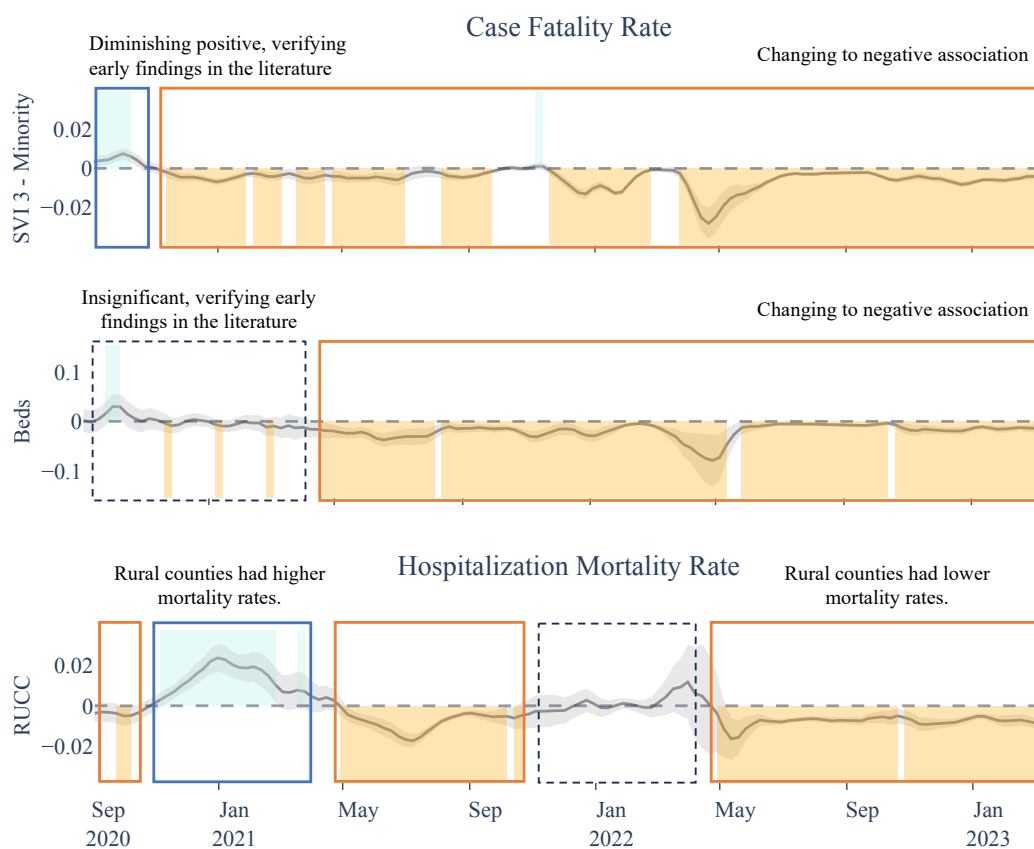 Case Fatality Rate
Diminishing positive, verifying
early findings in the literature
Changing to negative association
SVI 3 - Minority
0.02
0
−0.02
Insignificant, verifying early
findings in the literature
Changing to negative association
Beds
0.1
0
−0.1
Hospitalization Mortality Rate
Rural counties had higher
mortality rates.
Rural counties had lower
mortality rates.
RUCC
0.02
0
−0.02
Sep Jan May Sep Jan May Sep Jan
2020 2021 2022 2023